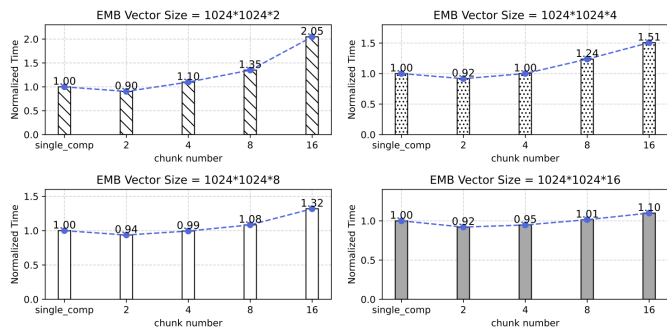 EMB Vector Size = 1024*1024*2
Normalized Time
2.0
1.5
1.0
0.5
0.0
1.00
0.90
1.10
1.35
2.05
single_comp 2 4 8 16
chunk number
EMB Vector Size = 1024*1024*4
Normalized Time
1.5
1.0
0.5
0.0
1.00
0.92
1.00
1.24
1.51
single_comp 2 4 8 16
chunk number
EMB Vector Size = 1024*1024*8
Normalized Time
1.5
1.0
0.5
0.0
1.00
0.94
0.99
1.08
1.32
single_comp 2 4 8 16
chunk number
EMB Vector Size = 1024*1024*16
Normalized Time
1.0
0.5
0.0
1.00
0.92
0.95
1.01
1.10
single_comp 2 4 8 16
chunk number